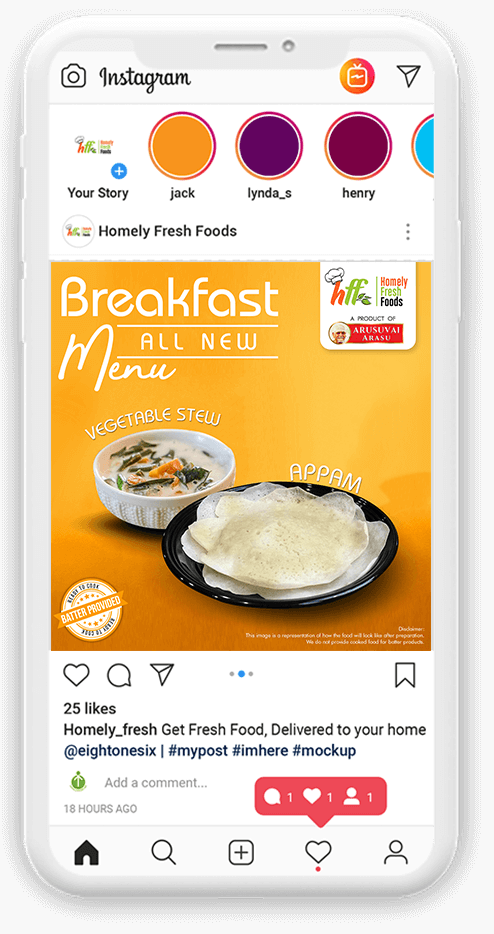 Instagram
hff Homely
Fresh
Foods
Your Story
jack
lynda_s
henry
Homely Fresh Foods
Breakfast
ALL NEW
Menu
hff Homely
Fresh
Foods
A PRODUCT OF
ARUSUVAI
ARASU
VEGETABLE STEW
APPAM
READY TO COOK
BATTER PROVIDED
READY TO COOK
Disclaimer:
This image is a representation of how the food will look like after preparation.
We do not provide cooked food for batter products.
25 likes
Homely_fresh Get Fresh Food, Delivered to your home
@eightonesix | #mypost #imhere #mockup
Add a comment...
18 HOURS AGO
1 1 1